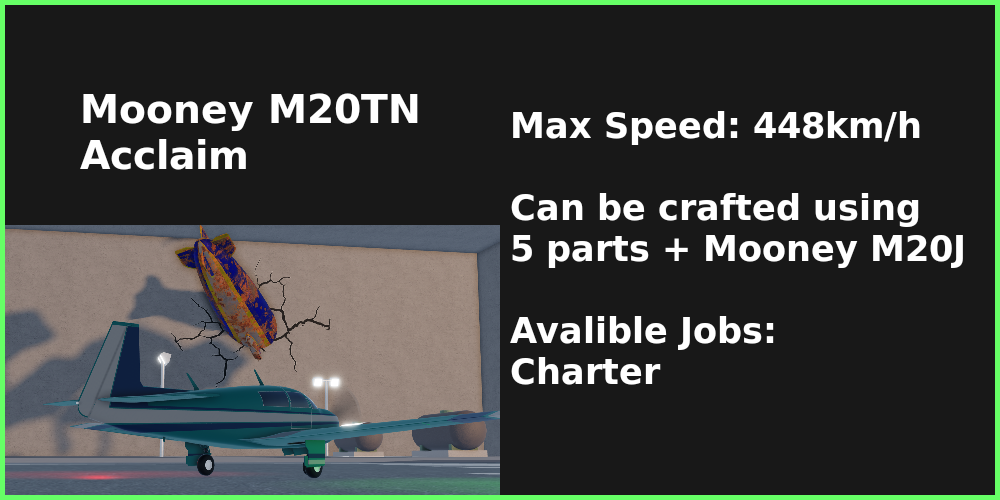 Mooney M20TN
Acclaim
Max Speed: 448km/h
Can be crafted using
5 parts + Mooney M20J
Avalible Jobs:
Charter